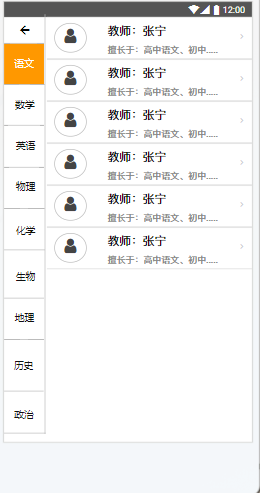 12:00
语文
数学
英语
物理
化学
生物
地理
历史
政治
教师：张宁
擅长于：高中语文、初中.....
教师：张宁
擅长于：高中语文、初中.....
教师：张宁
擅长于：高中语文、初中.....
教师：张宁
擅长于：高中语文、初中.....
教师：张宁
擅长于：高中语文、初中.....
教师：张宁
擅长于：高中语文、初中.....